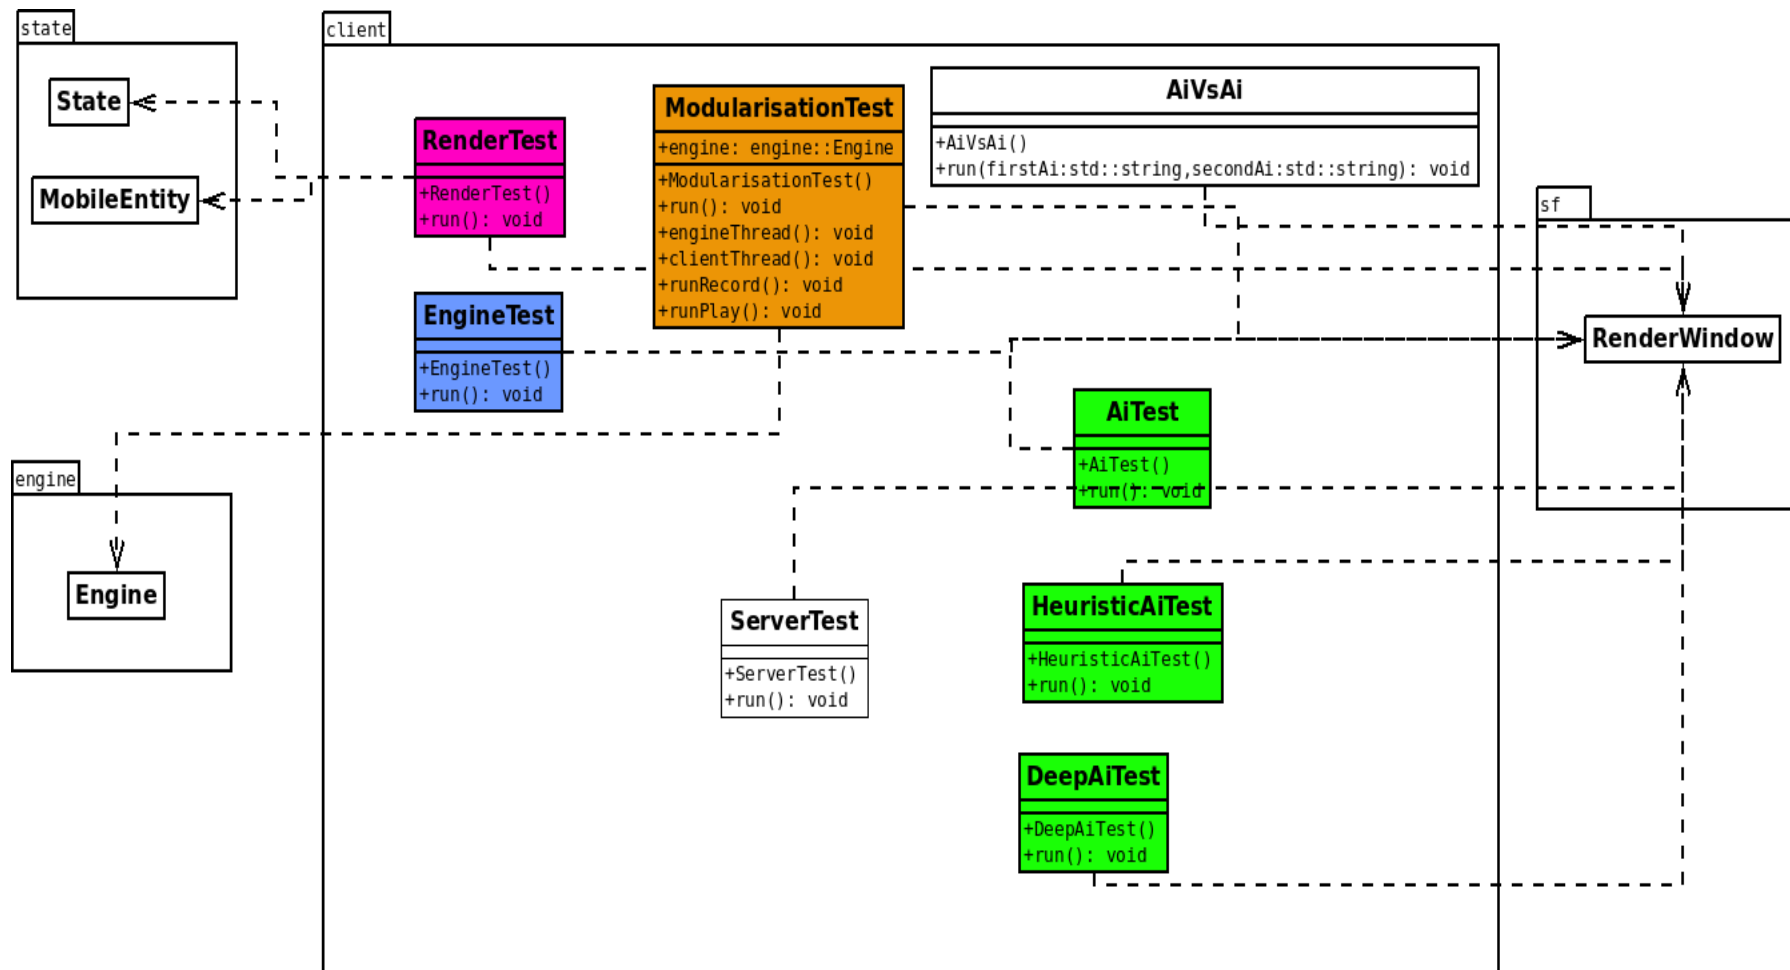 state
State
MobileEntity
client
RenderTest
+RenderTest()
+run(): void
EngineTest
+EngineTest()
+run(): void
ModularisationTest
+engine: engine::Engine
+ModularisationTest()
+run(): void
+engineThread(): void
+clientThread(): void
+runRecord(): void
+runPlay(): void
AiVsAi
+AiVsAi()
+run(firstAi:std::string,secondAi:std::string): void
sf
RenderWindow
AiTest
+AiTest()
+run(): void
engine
Engine
ServerTest
+ServerTest()
+run(): void
HeuristicAiTest
+HeuristicAiTest()
+run(): void
DeepAiTest
+DeepAiTest()
+run(): void